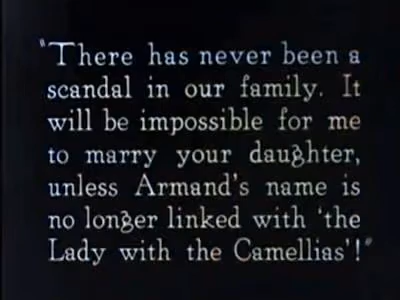 "There has never been a
scandal in our family. It
will be impossible for me
to marry your daughter,
unless Armand's name is
no longer linked with 'the
Lady with the Camellias'!"